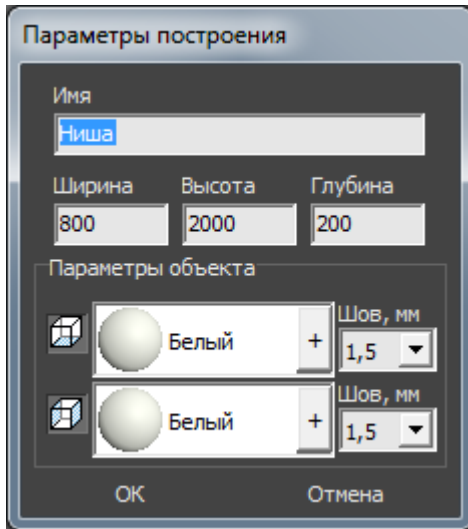 Параметры построения
Имя
Ниша
Ширина Высота Глубина
800 2000 200
Параметры объекта
Шов, мм
Белый + 1,5
Шов, мм
Белый + 1,5
ОК Отмена